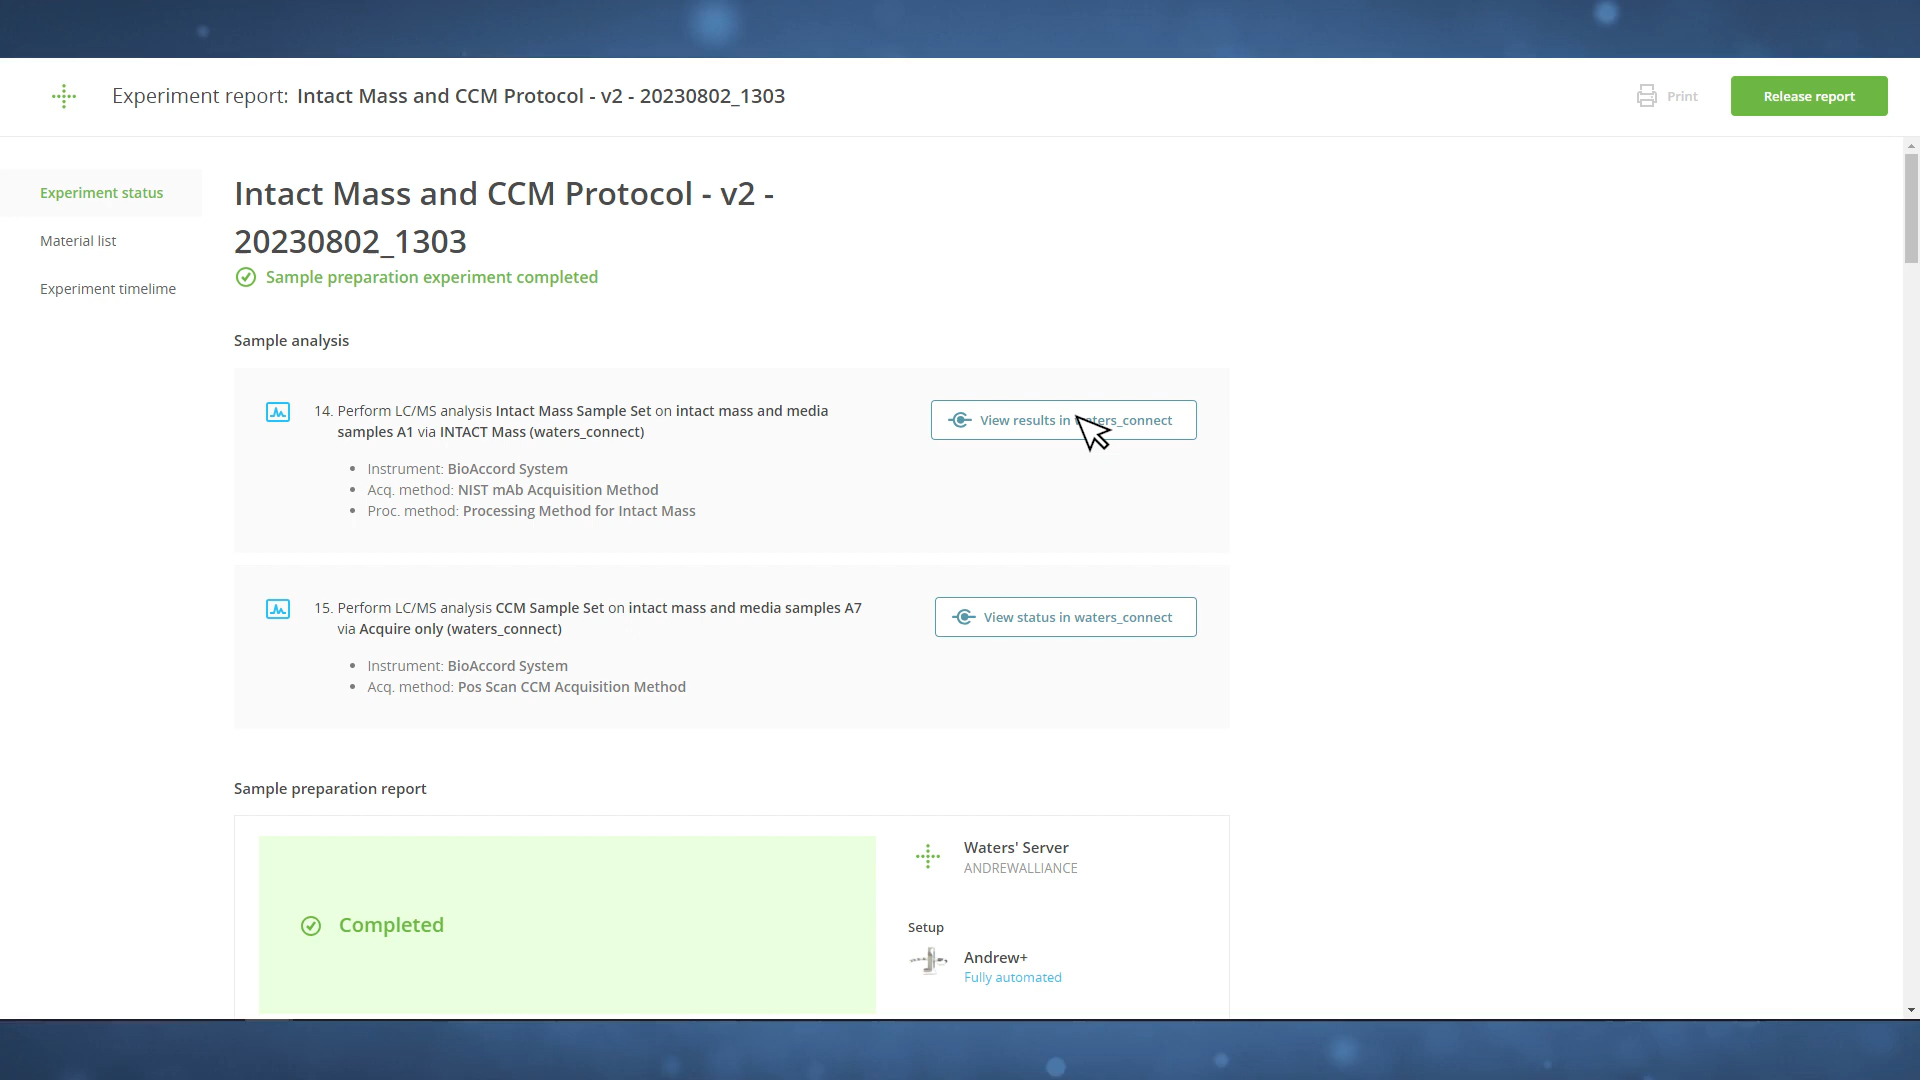 Experiment report: Intact Mass and CCM Protocol - v2 - 20230802_1303
Print
Release report
Experiment status
Material list
Experiment timelime
Intact Mass and CCM Protocol - v2 -
20230802_1303
Sample preparation experiment completed
Sample analysis
14. Perform LC/MS analysis Intact Mass Sample Set on intact mass and media
samples A1 via INTACT Mass (waters_connect)
View results in waters_connect
• Instrument: BioAccord System
• Acq. method: NIST mAb Acquisition Method
• Proc. method: Processing Method for Intact Mass
15. Perform LC/MS analysis CCM Sample Set on intact mass and media samples A7
via Acquire only (waters_connect)
View status in waters_connect
• Instrument: BioAccord System
• Acq. method: Pos Scan CCM Acquisition Method
Sample preparation report
Completed
Waters' Server
ANDREWALLIANCE
Setup
Andrew+
Fully automated